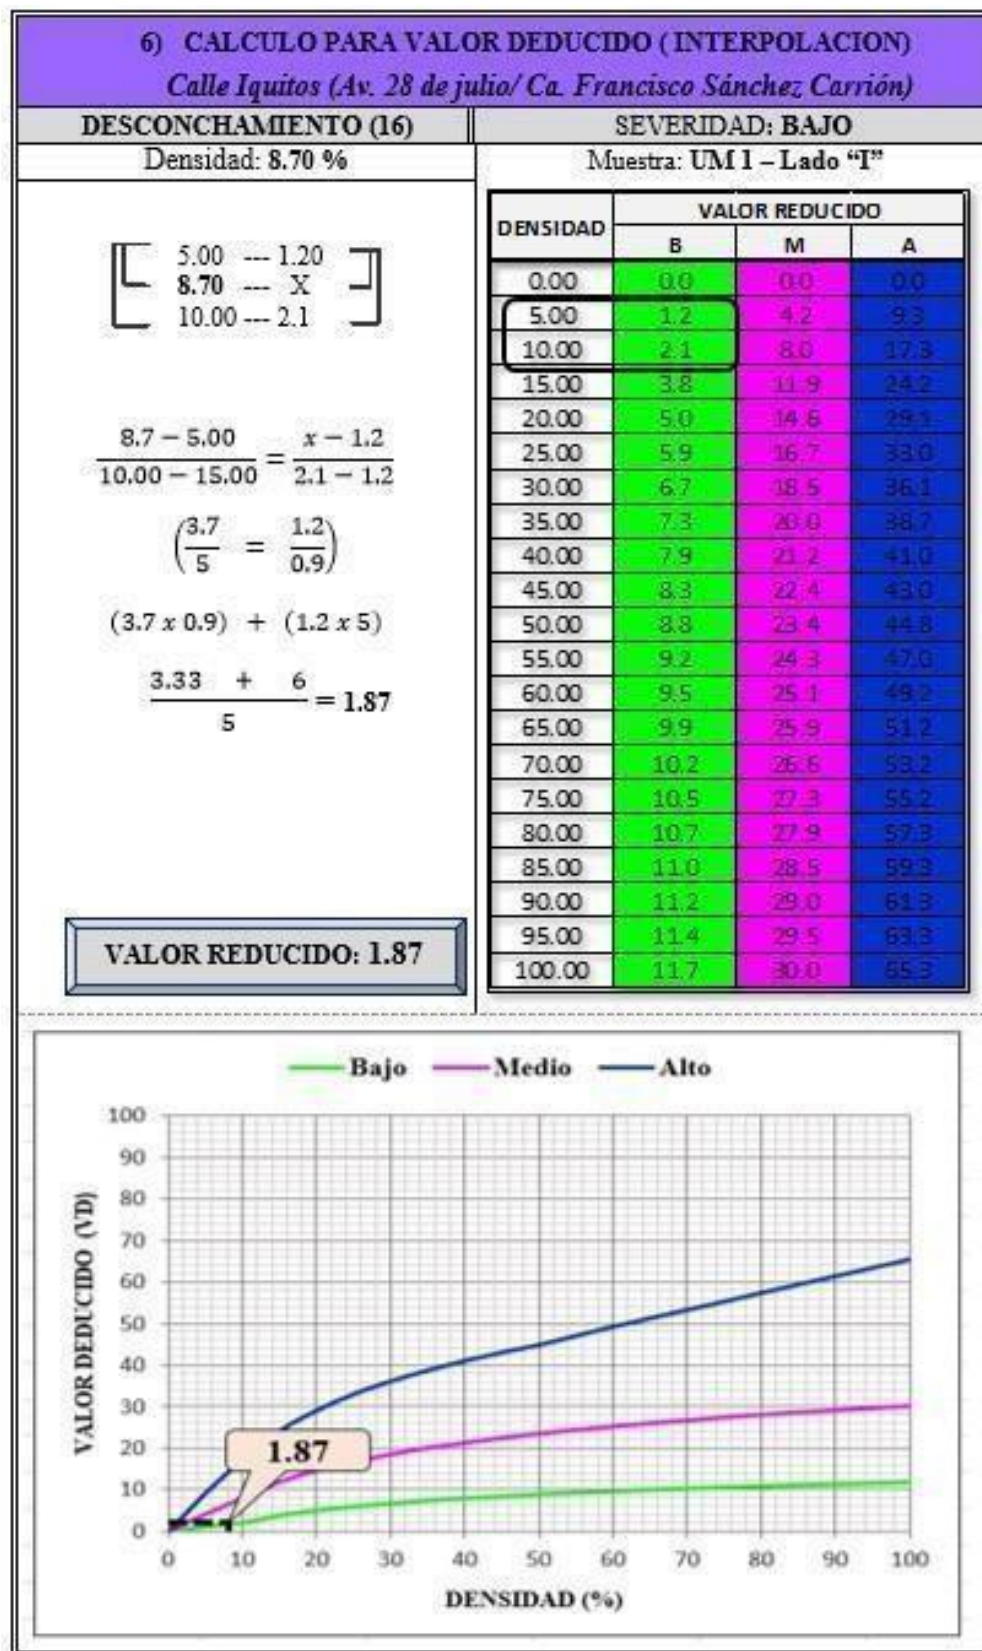 6) CALCULO PARA VALOR DEDUCIDO ( INTERPOLACION)
Calle Iquitos (Av. 28 de julio/ Ca. Francisco Sánchez Carrión)
DESCONCHAMIENTO (16)
SEVERIDAD: BAJO
Densidad: 8.70 %
Muestra: UM 1 – Lado “I”
5.00 --- 1.20
8.70 --- X
10.00 --- 2.1
8.7 − 5.00 / 10.00 − 15.00 = x − 1.2 / 2.1 − 1.2
(3.7 / 5 = 1.2 / 0.9)
(3.7 x 0.9) + (1.2 x 5)
3.33 + 6 / 5 = 1.87
VALOR REDUCIDO: 1.87
DENSIDAD VALOR REDUCIDO
B M A
0.00 0.0 0.0 0.0
5.00 1.2 4.2 9.3
10.00 2.1 8.0 17.3
15.00 3.8 11.9 24.2
20.00 5.0 14.6 29.1
25.00 5.9 16.7 33.0
30.00 6.7 18.5 36.1
35.00 7.3 20.0 38.7
40.00 7.9 21.2 41.0
45.00 8.3 22.4 43.0
50.00 8.8 23.4 44.8
55.00 9.2 24.3 47.0
60.00 9.5 25.1 49.2
65.00 9.9 25.9 51.2
70.00 10.2 26.6 53.2
75.00 10.5 27.3 55.2
80.00 10.7 27.9 57.3
85.00 11.0 28.5 59.3
90.00 11.2 29.0 61.3
95.00 11.4 29.5 63.3
100.00 11.7 30.0 65.3
Bajo Medio Alto
VALOR DEDUCIDO (VD)
100
90
80
70
60
50
40
30
20
10
0
1.87
0 10 20 30 40 50 60 70 80 90 100
DENSIDAD (%)